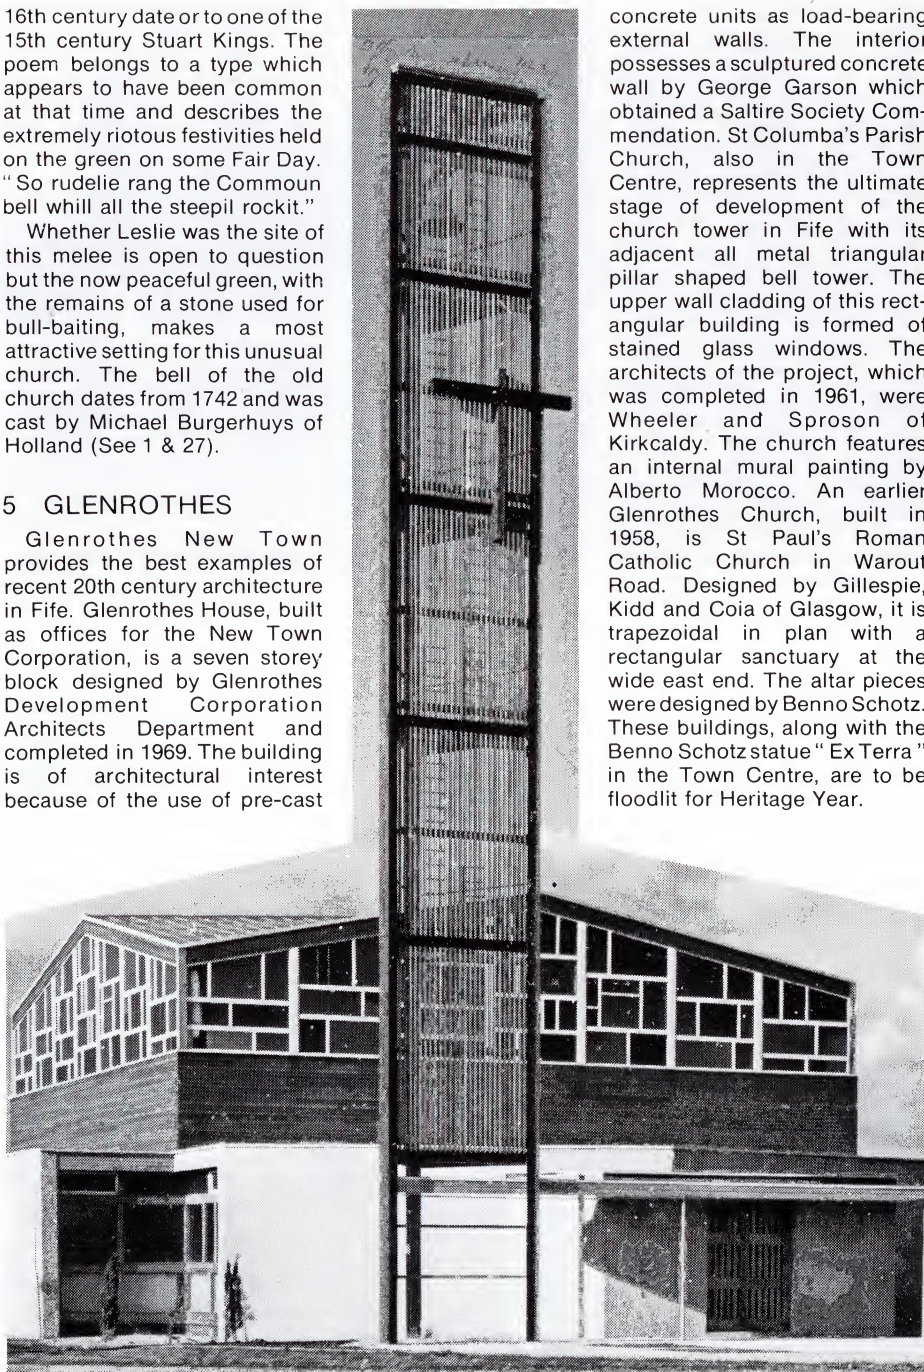 16th century date or to one of the
15th century Stuart Kings. The
poem belongs to a type which
appears to have been common
at that time and describes the
extremely riotous festivities held
on the green on some Fair Day.
“ So rudelie rang the Commoun
bell whill all the steepil rockit.”
Whether Leslie was the site of
this melee is open to question
but the now peaceful green, with
the remains of a stone used for
bull-baiting, makes a most
attractive setting for this unusual
church. The bell of the old
church dates from 1742 and was
cast by Michael Burgerhuys of
Holland (See 1 & 27).
5 GLENROTHES
Glenrothes New Town
provides the best examples of
recent 20th century architecture
in Fife. Glenrothes House, built
as offices for the New Town
Corporation, is a seven storey
block designed by Glenrothes
Development Corporation
Architects Department and
completed in 1969. The building
is of architectural interest
because of the use of pre-cast
concrete units as load-bearing
external walls. The interior
possesses a sculptured concrete
wall by George Garson which
obtained a Saltire Society Com-
mendation. St Columba's Parish
Church, also in the Town
Centre, represents the ultimate
stage of development of the
church tower in Fife with its
adjacent all metal triangular
pillar shaped bell tower. The
upper wall cladding of this rect-
angular building is formed of
stained glass windows. The
architects of the project, which
was completed in 1961, were
Wheeler and Sproson of
Kirkcaldy. The church features
an internal mural painting by
Alberto Morocco. An earlier
Glenrothes Church, built in
1958, is St Paul's Roman
Catholic Church in Warout
Road. Designed by Gillespie,
Kidd and Coia of Glasgow, it is
trapezoidal in plan with a
rectangular sanctuary at the
wide east end. The altar pieces
were designed by Benno Schotz.
These buildings, along with the
Benno Schotz statue “ Ex Terra ”
in the Town Centre, are to be
floodlit for Heritage Year.